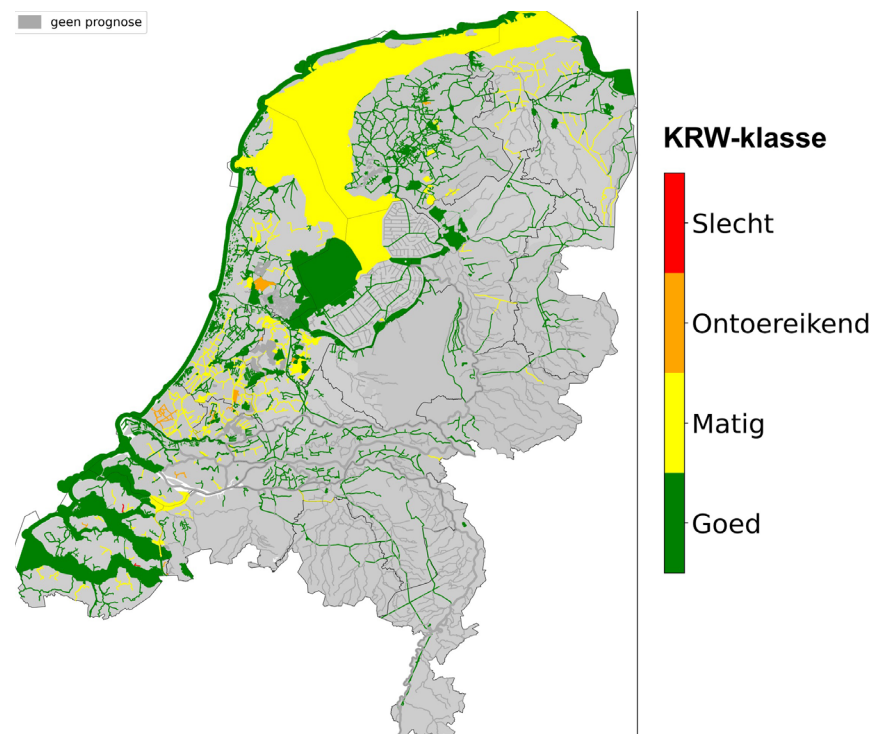 geen prognose
KRW-klasse
Slecht
Ontoereikend
Matig
Goed